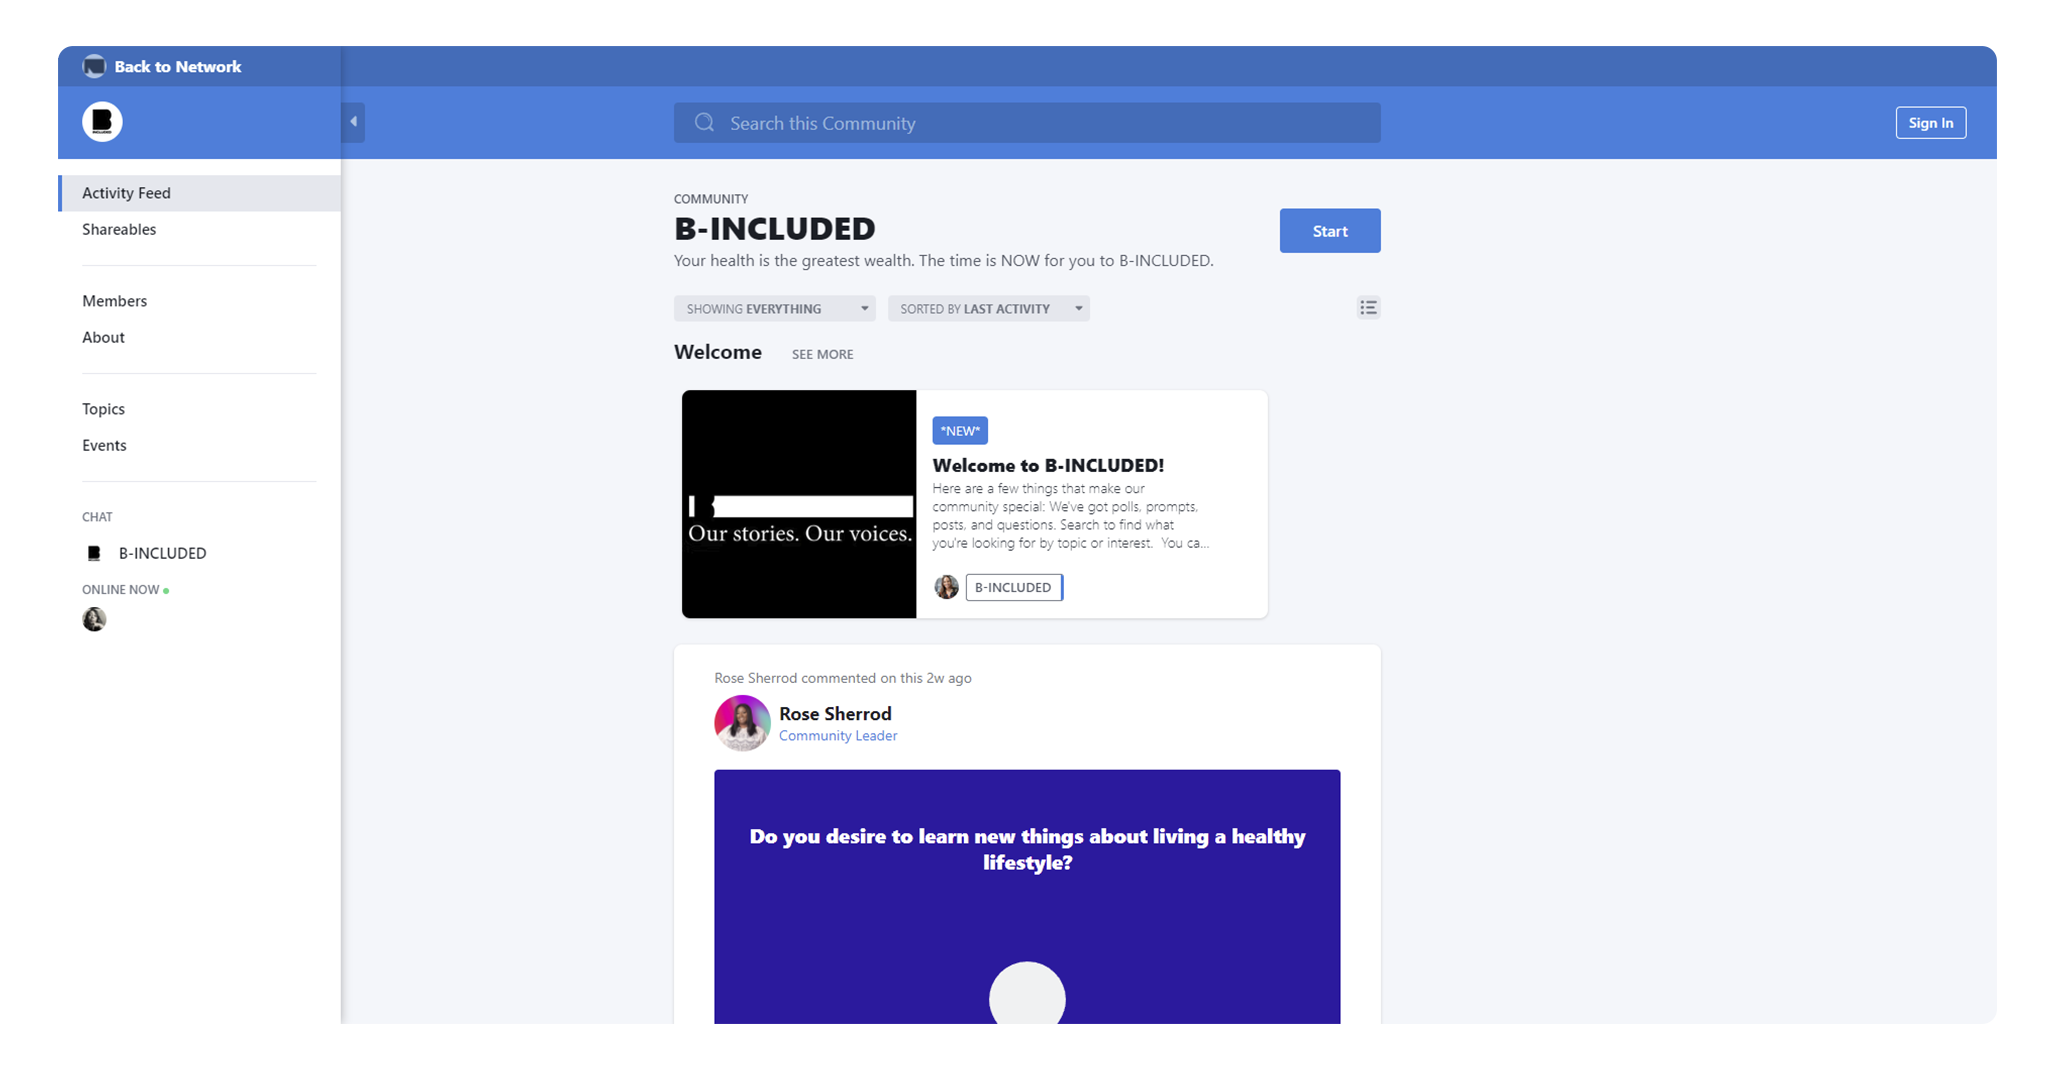 Back to Network
B
INCLUDED
Search this Community
Sign In
Activity Feed
Shareables
Members
About
Topics
Events
CHAT
B-INCLUDED
ONLINE NOW
COMMUNITY
B-INCLUDED
Start
Your health is the greatest wealth. The time is NOW for you to B-INCLUDED.
SHOWING EVERYTHING
SORTED BY LAST ACTIVITY
Welcome SEE MORE
B
Our stories. Our voices.
*NEW*
Welcome to B-INCLUDED!
Here are a few things that make our
community special: We've got polls, prompts,
posts, and questions. Search to find what
you're looking for by topic or interest. You ca...
B-INCLUDED
Rose Sherrod commented on this 2w ago
Rose Sherrod
Community Leader
Do you desire to learn new things about living a healthy
lifestyle?